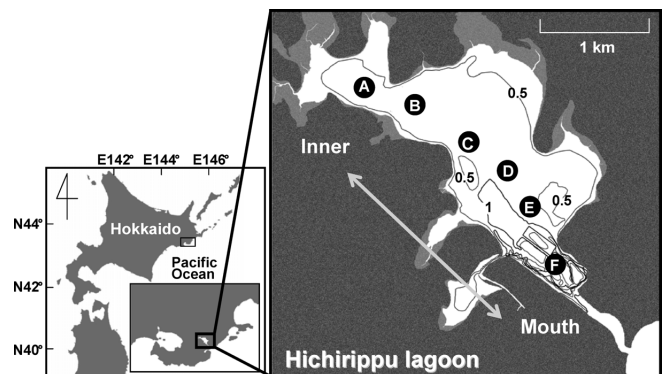 E142° E144° E146°
N44°
N42°
N40°
Hokkaido
Pacific
Ocean
1 km
A
B
C
D
E
F
0.5
0.5
0.5
1
Inner
Mouth
Hichirippu lagoon